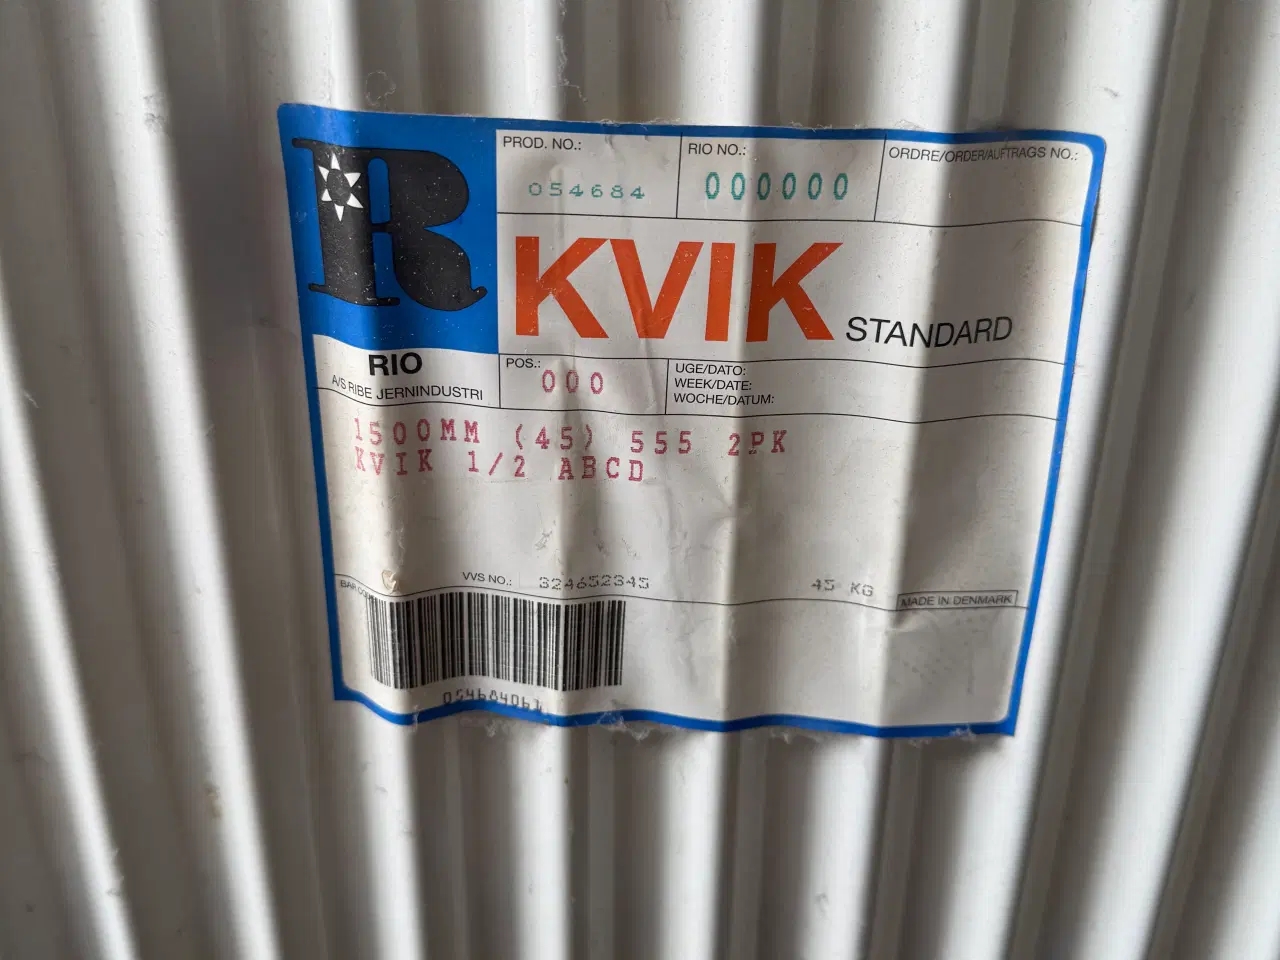 R
PROD. NO.:
054684
RIO NO.:
000000
ORDRE/ORDER/AUFTRAGS NO.:
KVIK STANDARD
RIO
A/S RIBE JERNINDUSTRI
POS.:
000
UGE/DATO:
WEEK/DATE:
WOCHE/DATUM:
1500MM (45) 555 2PK
KVIK 1/2 ABCD
BAR CODE
VVS NO.: 324652345
45 KG
MADE IN DENMARK